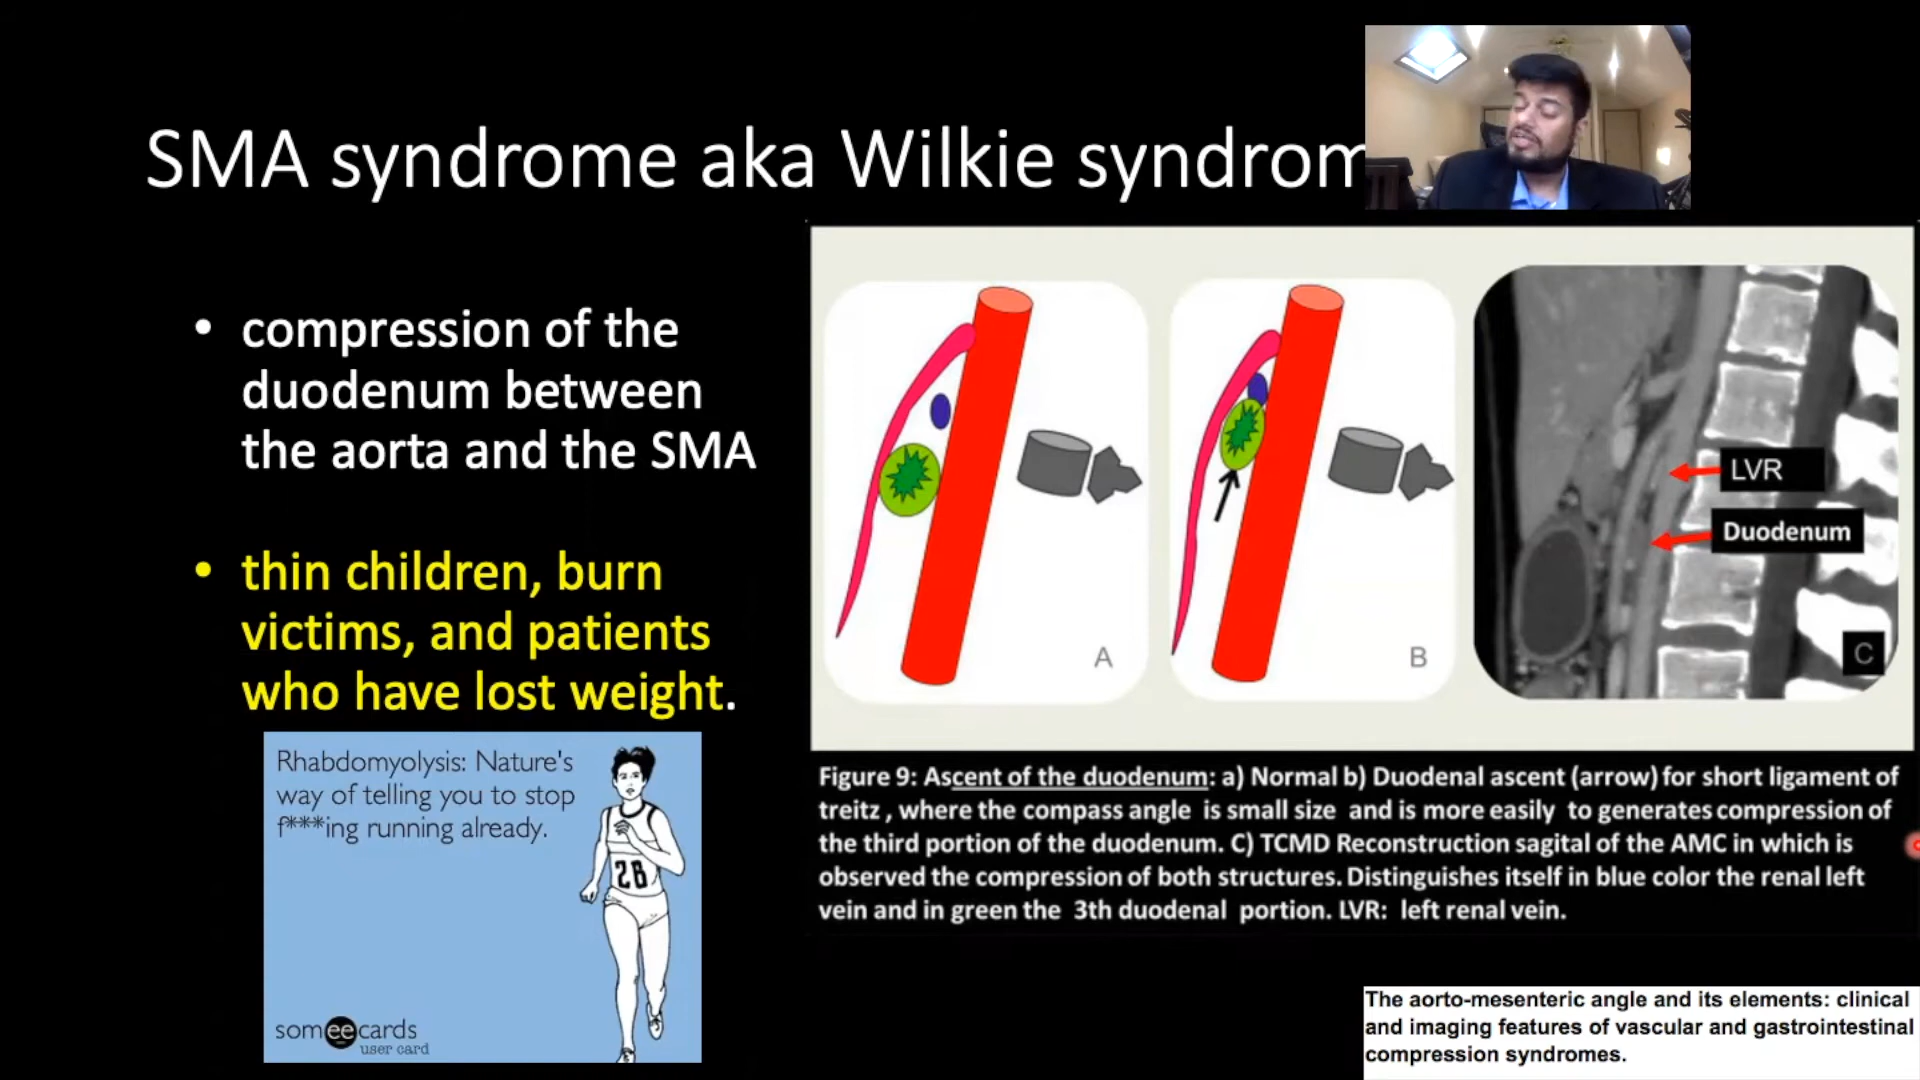 SMA syndrome aka Wilkie syndrom
• compression of the
duodenum between
the aorta and the SMA
• thin children, burn
victims, and patients
who have lost weight.
Rhabdomyolysis: Nature's
way of telling you to stop
f***ing running already.
28
someecards
user card
A
B
LVR
Duodenum
C
Figure 9: Ascent of the duodenum: a) Normal b) Duodenal ascent (arrow) for short ligament of
treitz , where the compass angle is small size and is more easily to generates compression of
the third portion of the duodenum. C) TCMD Reconstruction sagital of the AMC in which is
observed the compression of both structures. Distinguishes itself in blue color the renal left
vein and in green the 3th duodenal portion. LVR: left renal vein.
The aorto-mesenteric angle and its elements: clinical
and imaging features of vascular and gastrointestinal
compression syndromes.